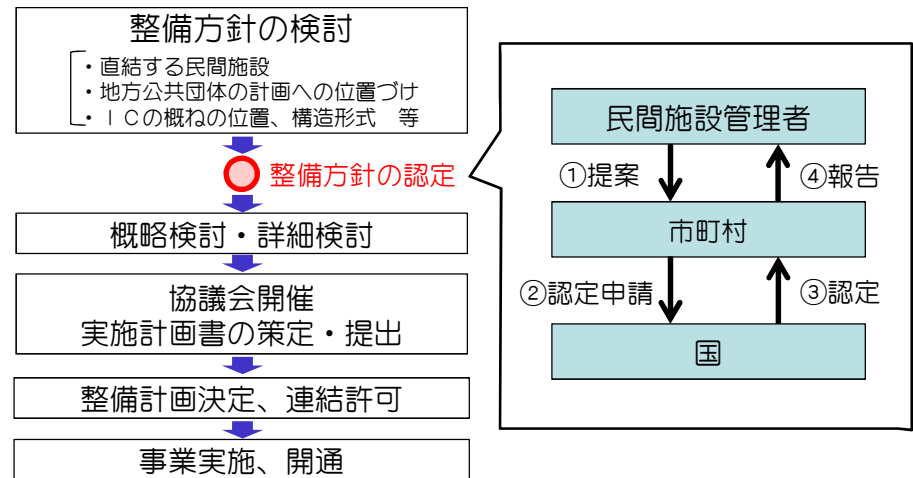 整備方針の検討
・直結する民間施設
・地方公共団体の計画への位置づけ
・ＩＣの概ねの位置、構造形式　等
整備方針の認定
概略検討・詳細検討
協議会開催
実施計画書の策定・提出
整備計画決定、連結許可
事業実施、開通
民間施設管理者
①提案
④報告
市町村
②認定申請
③認定
国